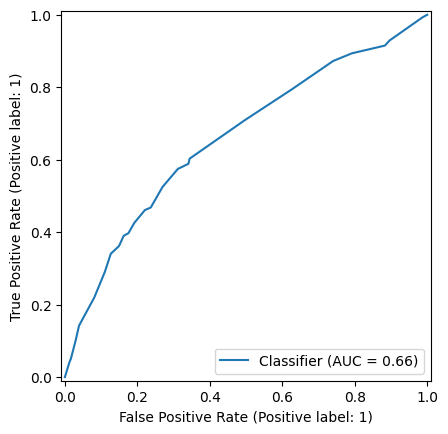 True Positive Rate (Positive label: 1)
1.0
0.8
0.6
0.4
0.2
0.0
Classifier (AUC = 0.66)
0.0 0.2 0.4 0.6 0.8 1.0
False Positive Rate (Positive label: 1)